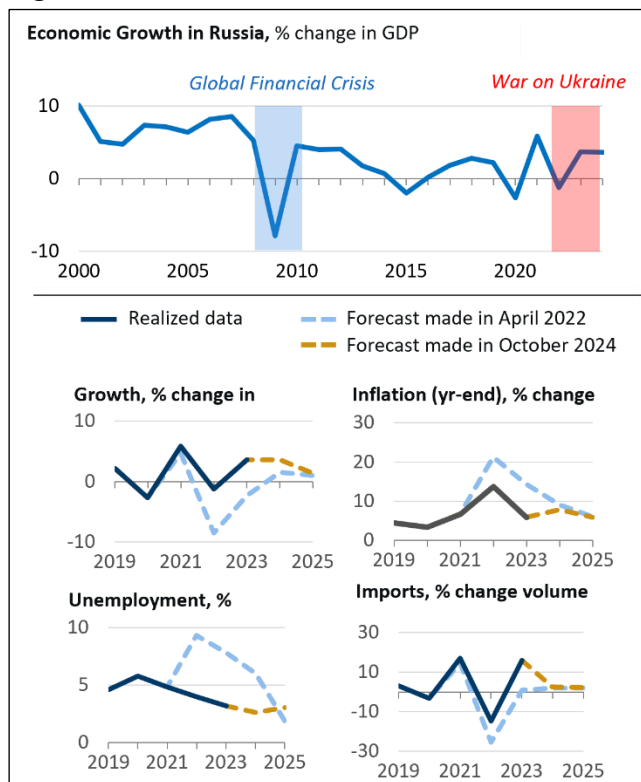 Economic Growth in Russia, % change in GDP
Global Financial Crisis War on Ukraine
10
0
-10
2000 2005 2010 2015 2020
Realized data Forecast made in April 2022
Forecast made in October 2024
Growth, % change in
10
0
-10
2019 2021 2023 2025
Inflation (yr-end), % change
30
20
10
0
2019 2021 2023 2025
Unemployment, %
10
5
0
2019 2021 2023 2025
Imports, % change volume
30
10
-10
-30
2019 2021 2023 2025